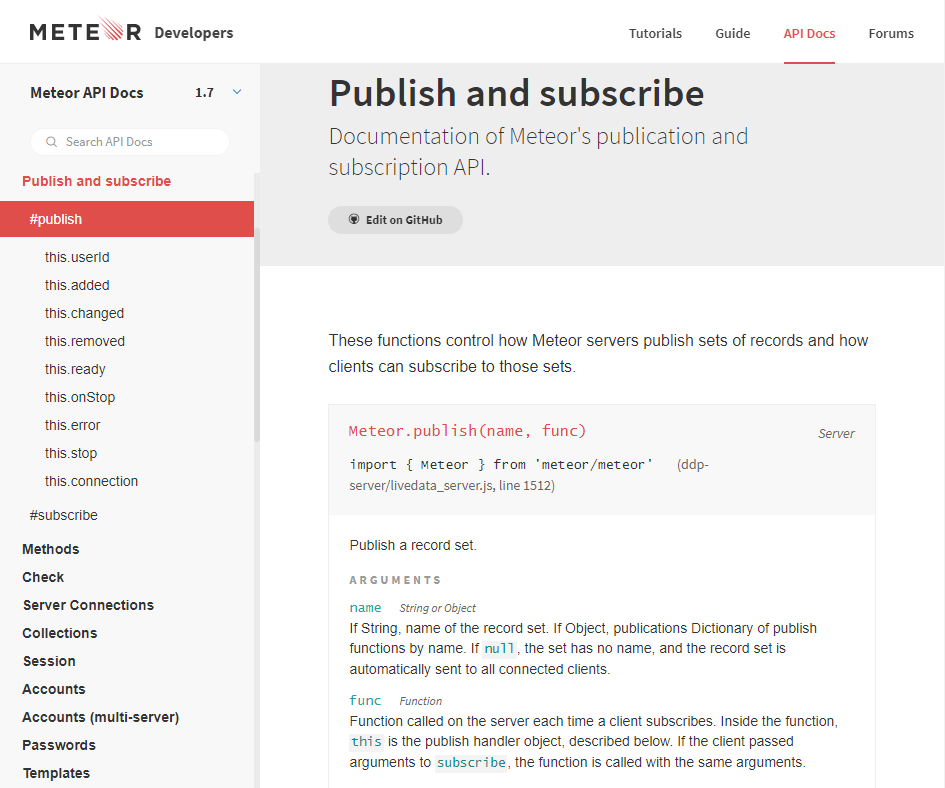 METEOR Developers
Tutorials Guide API Docs Forums
Meteor API Docs 1.7
Search API Docs
Publish and subscribe
#publish
this.userId
this.added
this.changed
this.removed
this.ready
this.onStop
this.error
this.stop
this.connection
#subscribe
Methods
Check
Server Connections
Collections
Session
Accounts
Accounts (multi-server)
Passwords
Templates
Publish and subscribe
Documentation of Meteor's publication and
subscription API.
Edit on GitHub
These functions control how Meteor servers publish sets of records and how
clients can subscribe to those sets.
Meteor.publish(name, func)
Server
import { Meteor } from 'meteor/meteor' (ddp-
server/livedata_server.js, line 1512)
Publish a record set.
ARGUMENTS
name String or Object
If String, name of the record set. If Object, publications Dictionary of publish
functions by name. If null, the set has no name, and the record set is
automatically sent to all connected clients.
func Function
Function called on the server each time a client subscribes. Inside the function,
this is the publish handler object, described below. If the client passed
arguments to subscribe, the function is called with the same arguments.